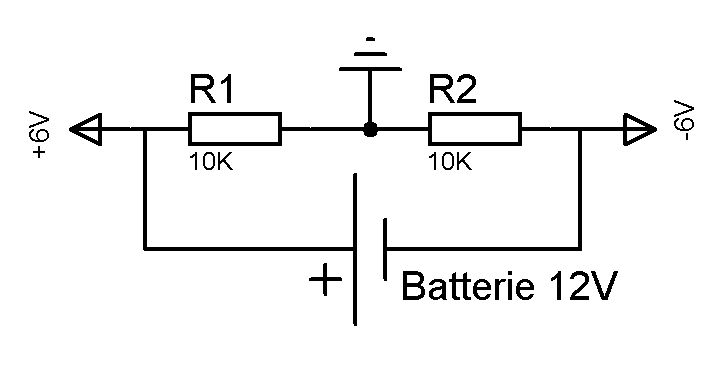 R1
R2
+6V
-6V
10K
10K
+
Batterie 12V